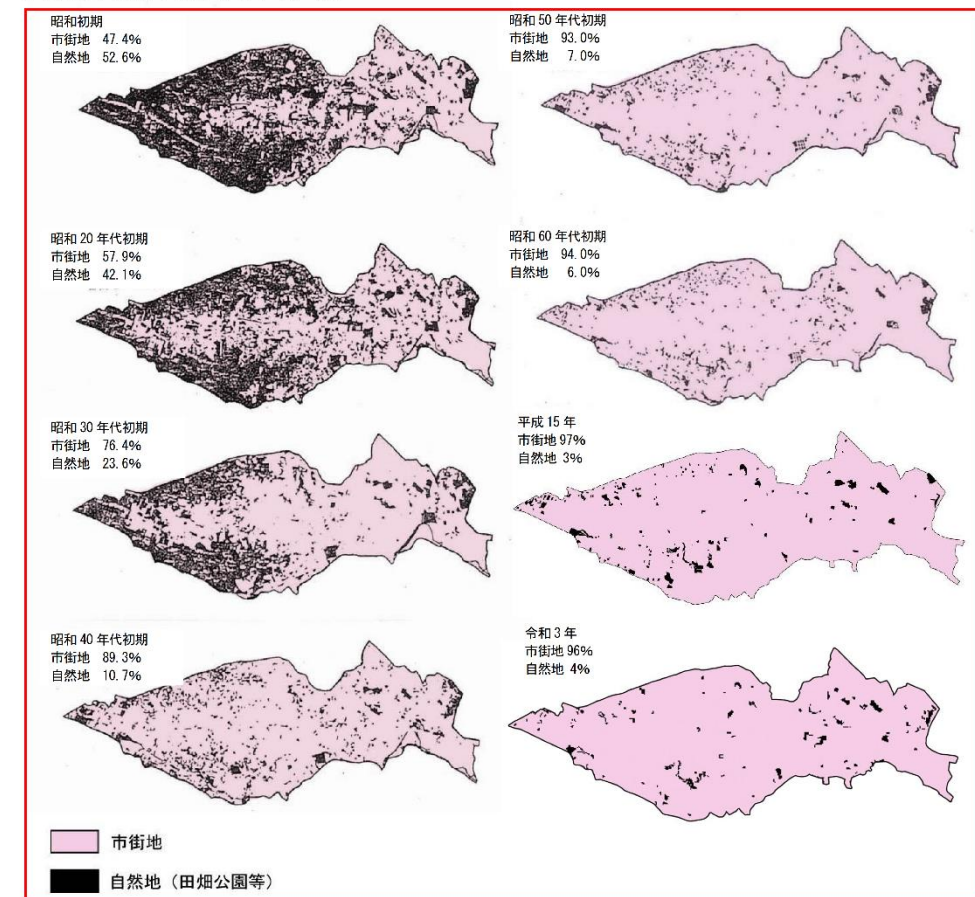 昭和初期
市街地 47.4%
自然地 52.6%
昭和20年代初期
市街地 57.9%
自然地 42.1%
昭和30年代初期
市街地 76.4%
自然地 23.6%
昭和40年代初期
市街地 89.3%
自然地 10.7%
昭和50年代初期
市街地 93.0%
自然地 7.0%
昭和60年代初期
市街地 94.0%
自然地 6.0%
平成15年
市街地 97%
自然地 3%
令和3年
市街地 96%
自然地 4%
市街地
自然地（田畑公園等）